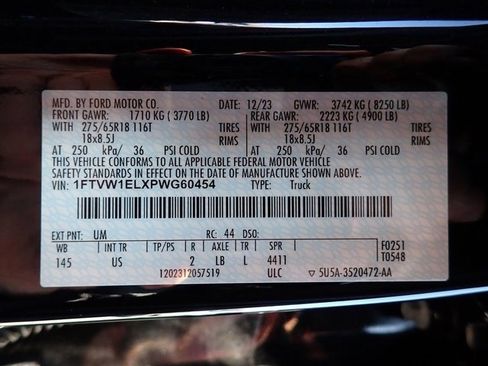 MFD. BY FORD MOTOR CO. DATE: 12/23 GVWR: 3742 KG ( 8250 LB)
FRONT GAWR: 1710 KG ( 3770 LB) REAR GAWR: 2223 KG ( 4900 LB)
WITH 275/65R18 116T TIRES WITH 275/65R18 116T TIRES
18x8.5J RIMS 18x8.5J RIMS
AT 250 kPa/ 36 PSI COLD AT 250 kPa/ 36 PSI COLD
THIS VEHICLE CONFORMS TO ALL APPLICABLE FEDERAL MOTOR VEHICLE
SAFETY STANDARDS IN EFFECT ON THE DATE OF MANUFACTURE SHOWN ABOVE.
VIN: 1FTVW1ELXPWG60454 TYPE: Truck
EXT PNT: UM RC: 44 DSO: F0251
WB INT TR TP/PS R AXLE TR SPR T0548
145 US 2 LB L 4411
1202312057519 ULC ▽ 5U5A-3520472-AA